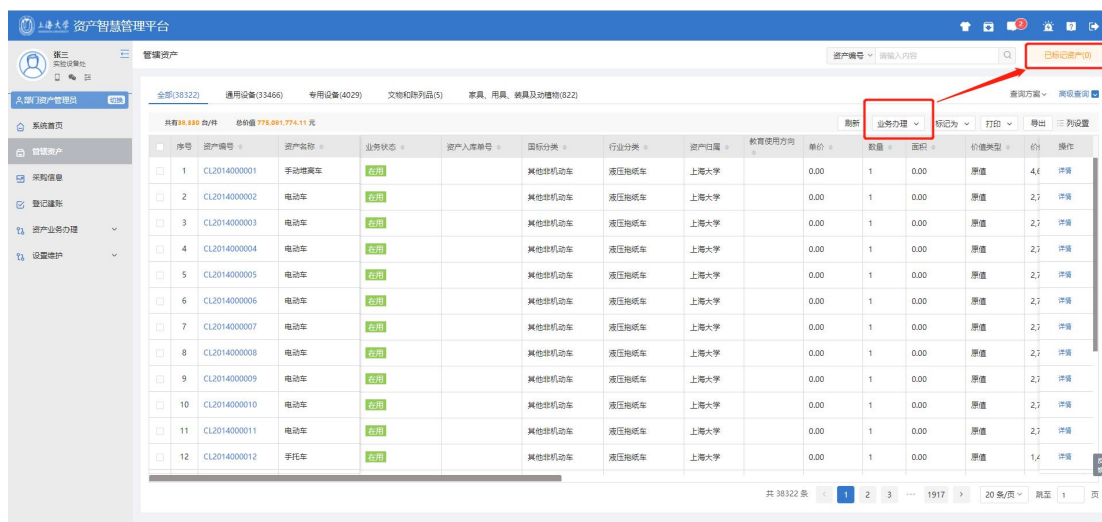 上海大学 资产智慧管理平台
2
张三
实验设备处
管辖资产
资产编号 请输入内容
已标记资产(0)
部门资产管理员 切换
系统首页
管辖资产
采购信息
登记建账
资产业务办理
设置维护
全部(38322) 通用设备(33466) 专用设备(4029) 文物和陈列品(5) 家具、用具、装具及动植物(822)
查询方案 高级查询
共有 台/件 总价值 元
刷新 业务办理 标记为 打印 导出 列设置
序号 资产编号 资产名称 业务状态 资产入库单号 国标分类 行业分类 资产归属 教育使用方向 单价 数量 面积 价值类型 操作
1 CL2014000001 手动堆高车 在用 其他非机动车 液压拖纸车 上海大学 0.00 1 0.00 原值 详情
2 CL2014000002 电动车 在用 其他非机动车 液压拖纸车 上海大学 0.00 1 0.00 原值 2,7 详情
3 CL2014000003 电动车 在用 其他非机动车 液压拖纸车 上海大学 0.00 1 0.00 原值 2,7 详情
4 CL2014000004 电动车 在用 其他非机动车 液压拖纸车 上海大学 0.00 1 0.00 原值 2,7 详情
5 CL2014000005 电动车 在用 其他非机动车 液压拖纸车 上海大学 0.00 1 0.00 原值 2,7 详情
6 CL2014000006 电动车 在用 其他非机动车 液压拖纸车 上海大学 0.00 1 0.00 原值 2,7 详情
7 CL2014000007 电动车 在用 其他非机动车 液压拖纸车 上海大学 0.00 1 0.00 原值 2,7 详情
8 CL2014000008 电动车 在用 其他非机动车 液压拖纸车 上海大学 0.00 1 0.00 原值 2,7 详情
9 CL2014000009 电动车 在用 其他非机动车 液压拖纸车 上海大学 0.00 1 0.00 原值 2,7 详情
10 CL2014000010 电动车 在用 其他非机动车 液压拖纸车 上海大学 0.00 1 0.00 原值 2,7 详情
11 CL2014000011 电动车 在用 其他非机动车 液压拖纸车 上海大学 0.00 1 0.00 原值 2,7 详情
12 CL2014000012 手托车 在用 其他非机动车 液压拖纸车 上海大学 0.00 1 0.00 原值 1,4 详情
共 38322 条 < 1 2 3 ··· 1917 > 20 条/页 跳至 1 页